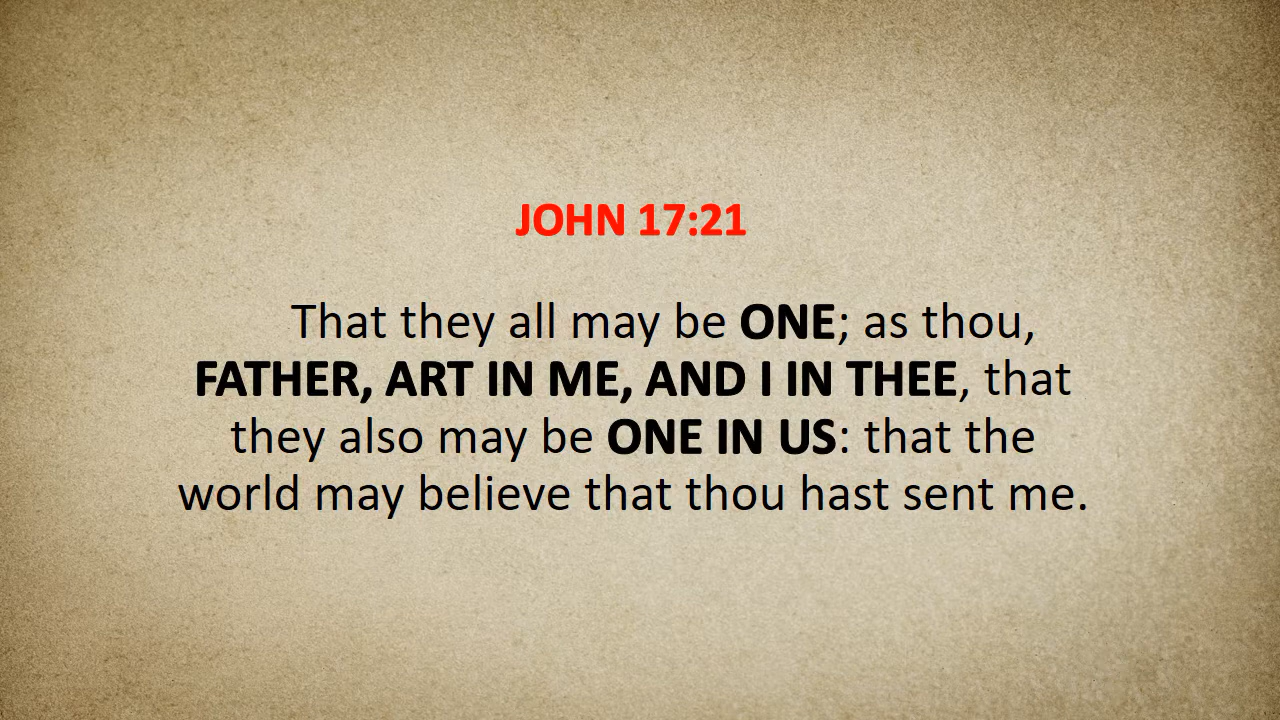 JOHN 17:21
That they all may be ONE; as thou,
FATHER, ART IN ME, AND I IN THEE, that
they also may be ONE IN US: that the
world may believe that thou hast sent me.